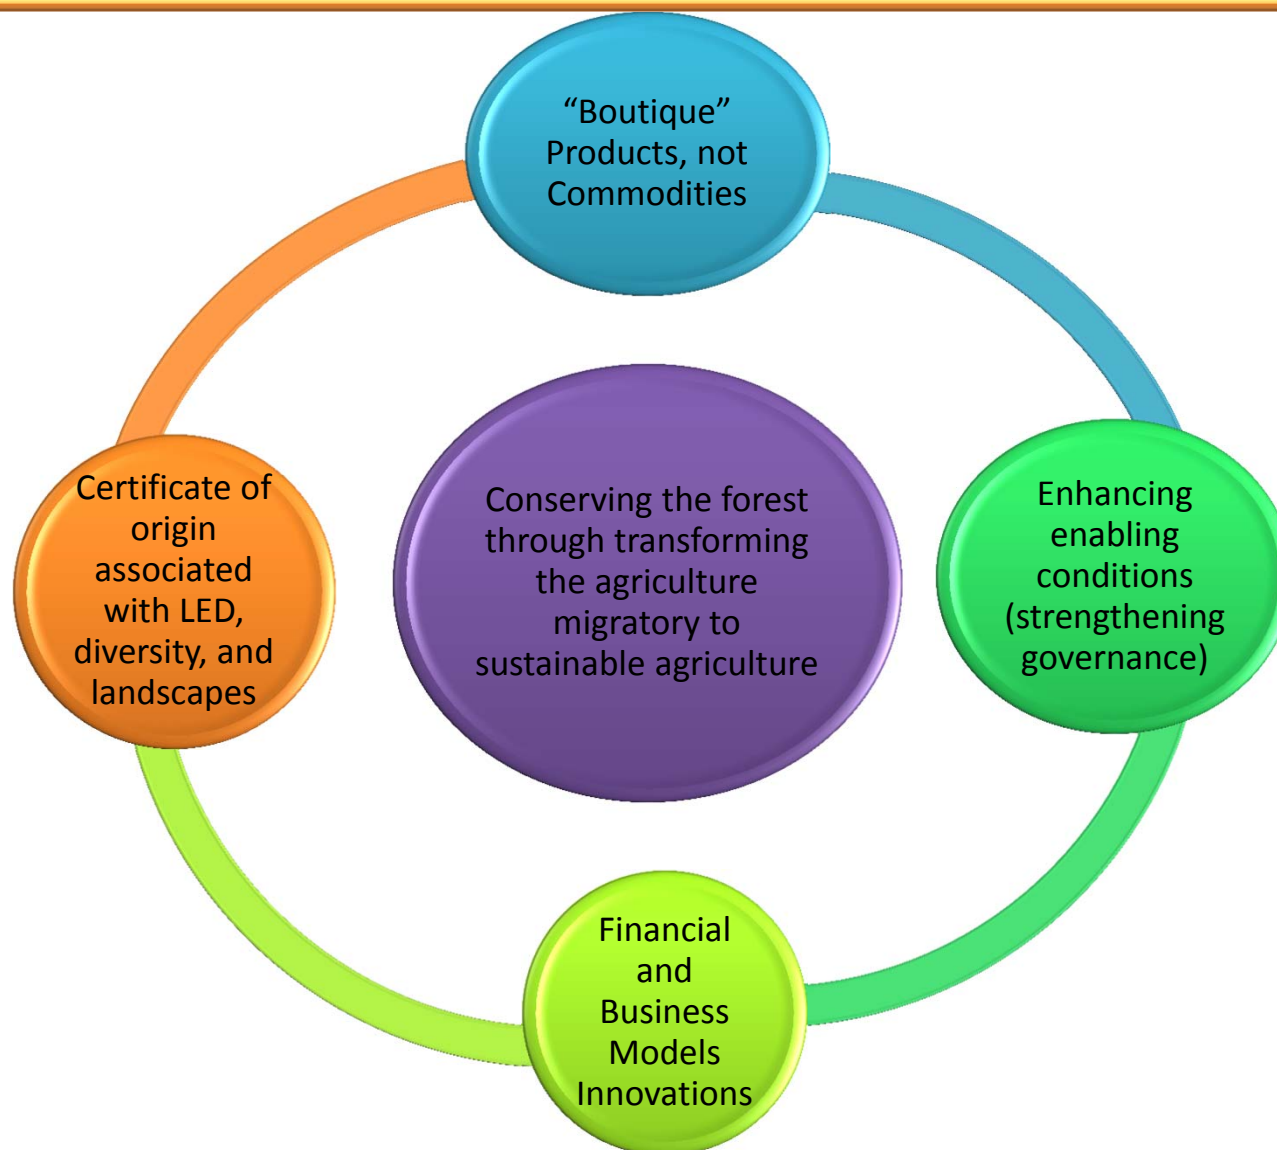 “Boutique”
Products, not
Commodities
Certificate of
origin
associated
with LED,
diversity, and
landscapes
Conserving the forest
through transforming
the agriculture
migratory to
sustainable agriculture
Enhancing
enabling
conditions
(strengthening
governance)
Financial
and
Business
Models
Innovations